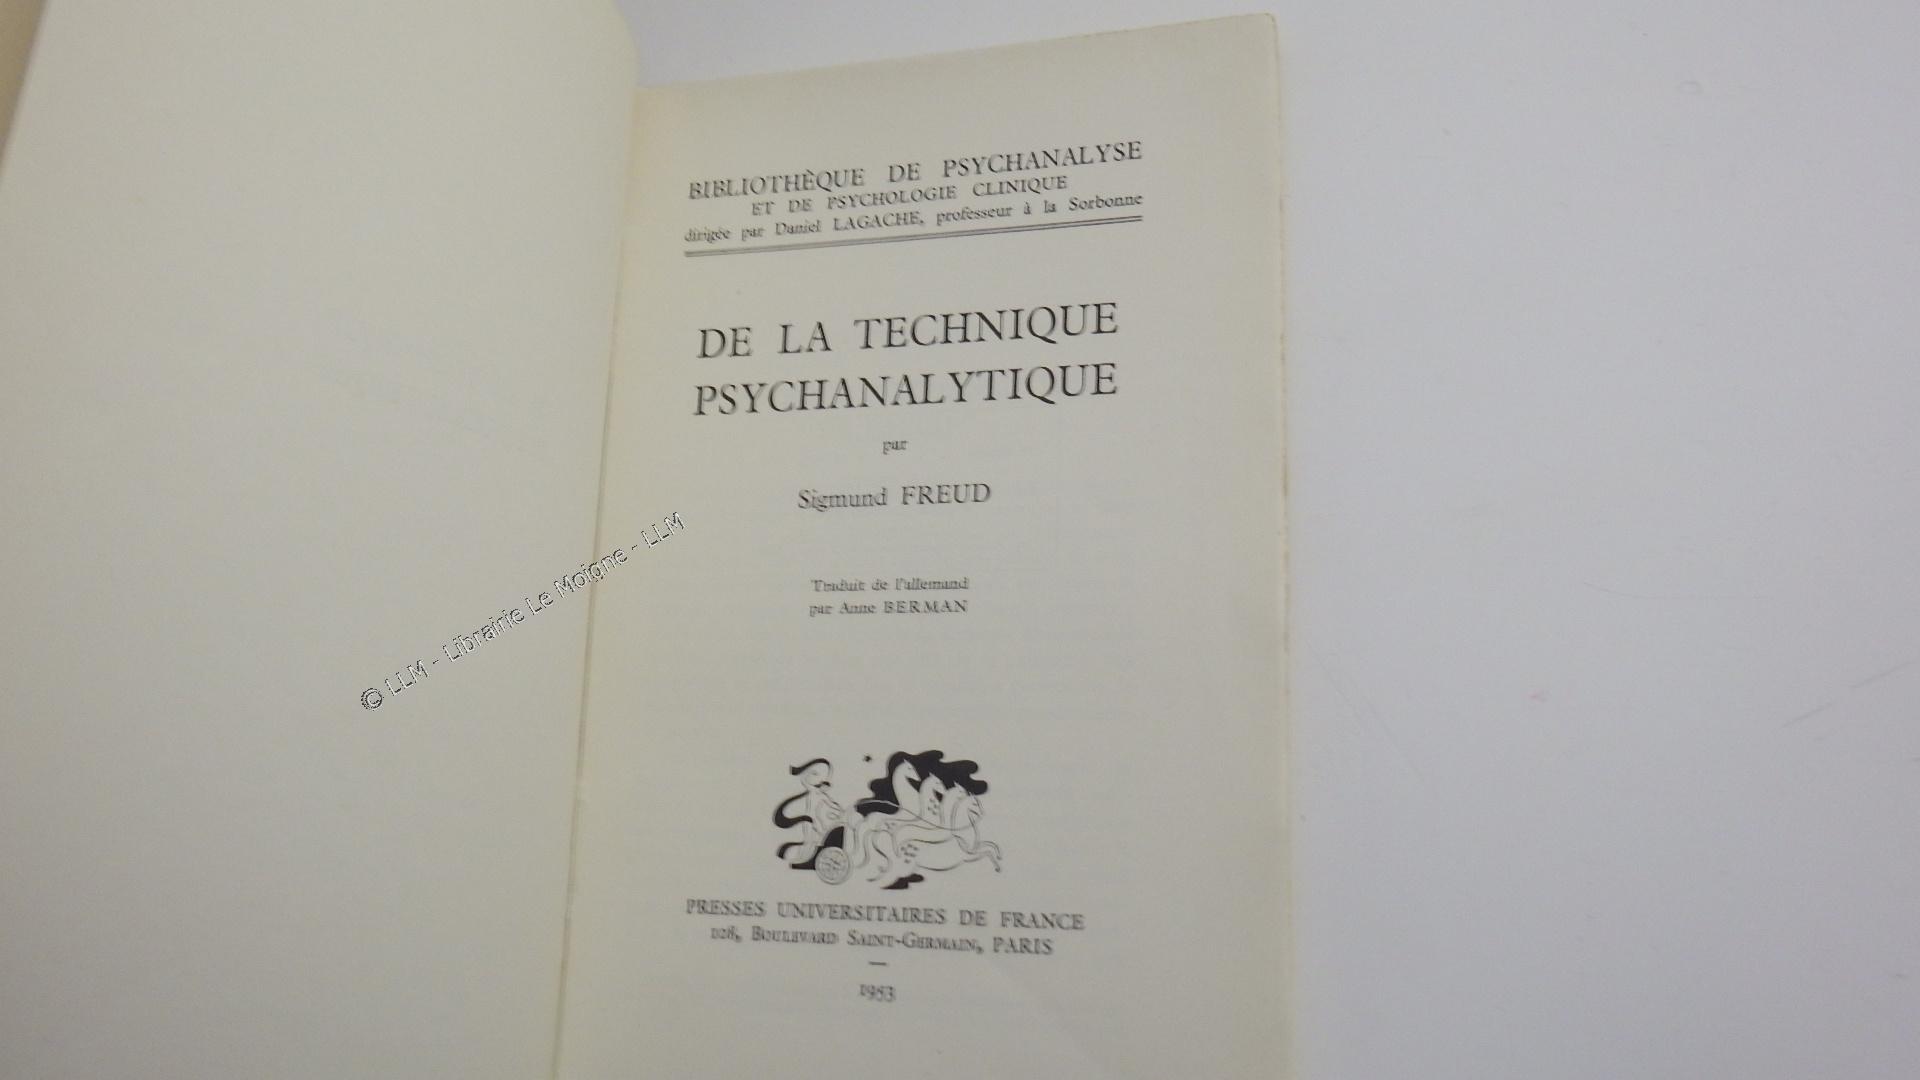 BIBLIOTHÈQUE DE PSYCHANALYSE
ET DE PSYCHOLOGIE CLINIQUE
dirigée par Daniel LAGACHE, professeur à la Sorbonne
DE LA TECHNIQUE
PSYCHANALYTIQUE
par
Sigmund FREUD
Traduit de l'allemand
par Anne BERMAN
PRESSES UNIVERSITAIRES DE FRANCE
108, BOULEVARD SAINT-GERMAIN, PARIS
—
1953
© LLM - Librairie Le Moigne - LLM